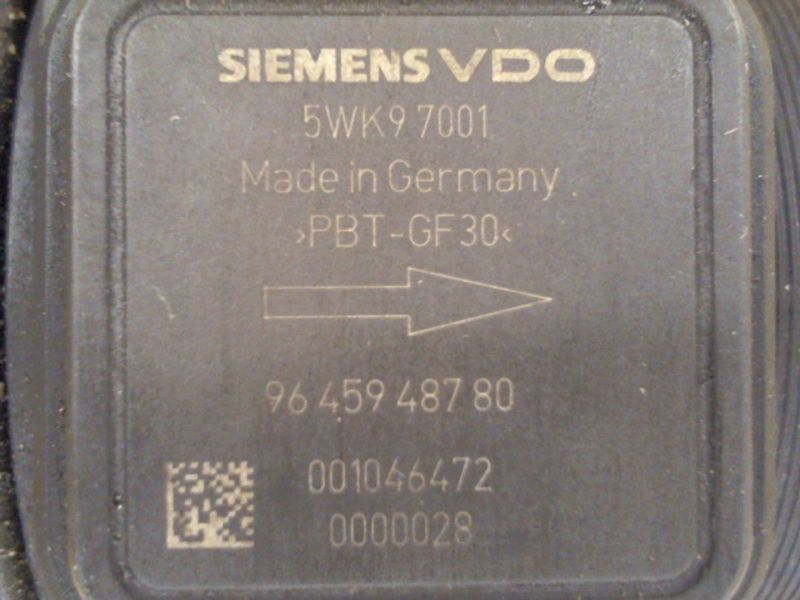 SIEMENS VDO
5WK9 7001
Made in Germany
›PBT-GF30‹
96 459 487 80
001046472
0000028